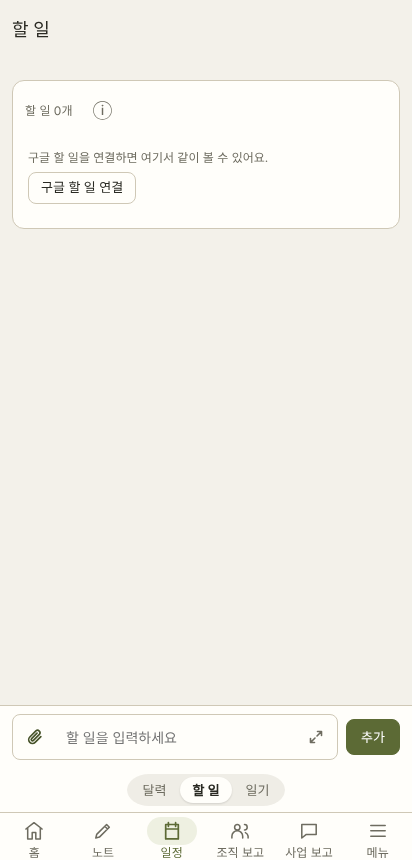 할 일
할 일 0개
구글 할 일을 연결하면 여기서 같이 볼 수 있어요.
구글 할 일 연결
할 일을 입력하세요
추가
달력 할 일 일기
홈 노트 일정 조직 보고 사업 보고 메뉴